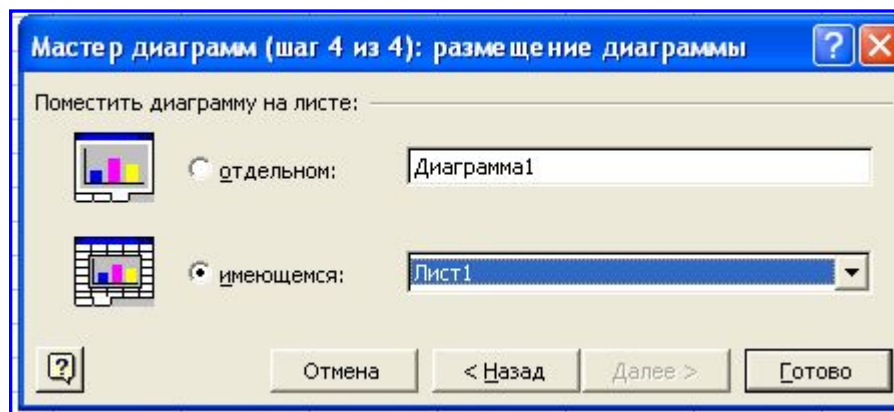 Мастер диаграмм (шаг 4 из 4): размещение диаграммы
Поместить диаграмму на листе:
отдельном: Диаграмма1
имеющемся: Лист1
Отмена < Назад Далее > Готово